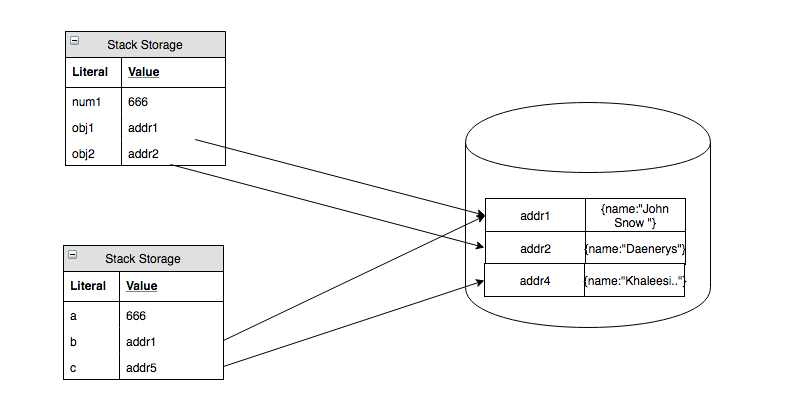 Stack Storage
Literal Value
num1 666
obj1 addr1
obj2 addr2
Stack Storage
Literal Value
a 666
b addr1
c addr5
addr1 {name:"John
Snow "}
addr2 {name:"Daenerys"}
addr4 {name:"Khaleesi.."}